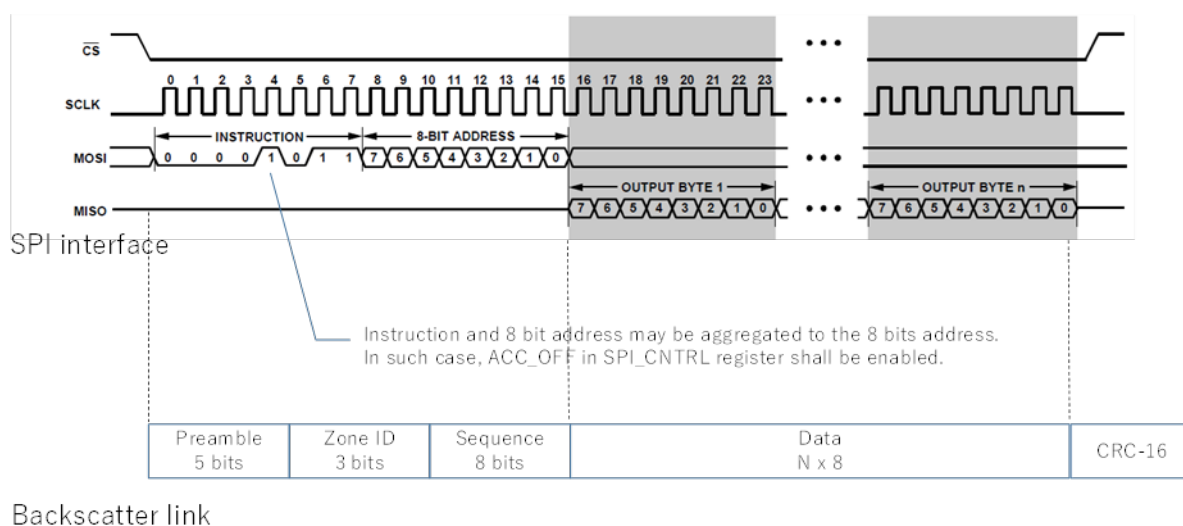 CS
0 1 2 3 4 5 6 7 8 9 10 11 12 13 14 15 16 17 18 19 20 21 22 23
SCLK
INSTRUCTION 8-BIT ADDRESS
MOSI 0 0 0 0 1 0 1 1 7 6 5 4 3 2 1 0
OUTPUT BYTE 1 OUTPUT BYTE n
MISO 7 6 5 4 3 2 1 0 7 6 5 4 3 2 1 0
SPI interface
Instruction and 8 bit address may be aggregated to the 8 bits address.
In such case, ACC_OFF in SPI_CNTRL register shall be enabled.
Preamble
5 bits
Zone ID
3 bits
Sequence
8 bits
Data
N x 8
CRC-16
Backscatter link